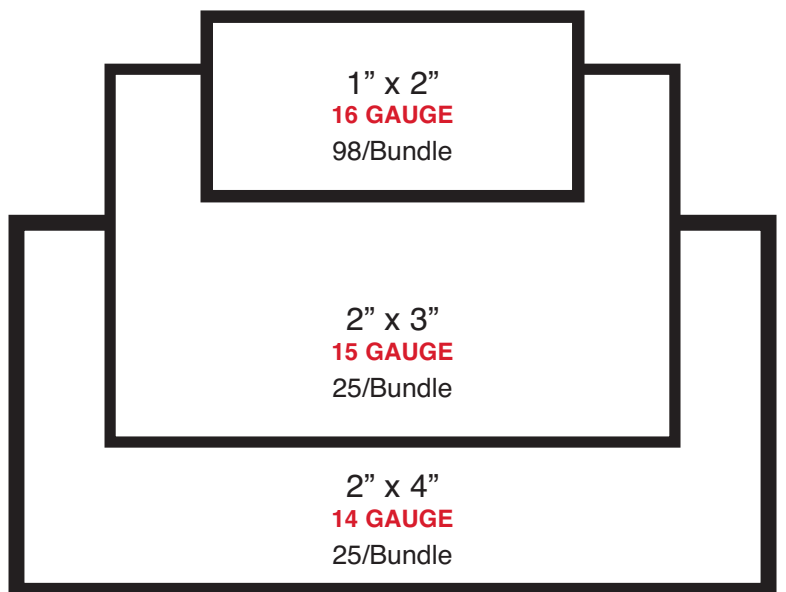 1” x 2”
16 GAUGE
98/Bundle
2” x 3”
15 GAUGE
25/Bundle
2” x 4”
14 GAUGE
25/Bundle